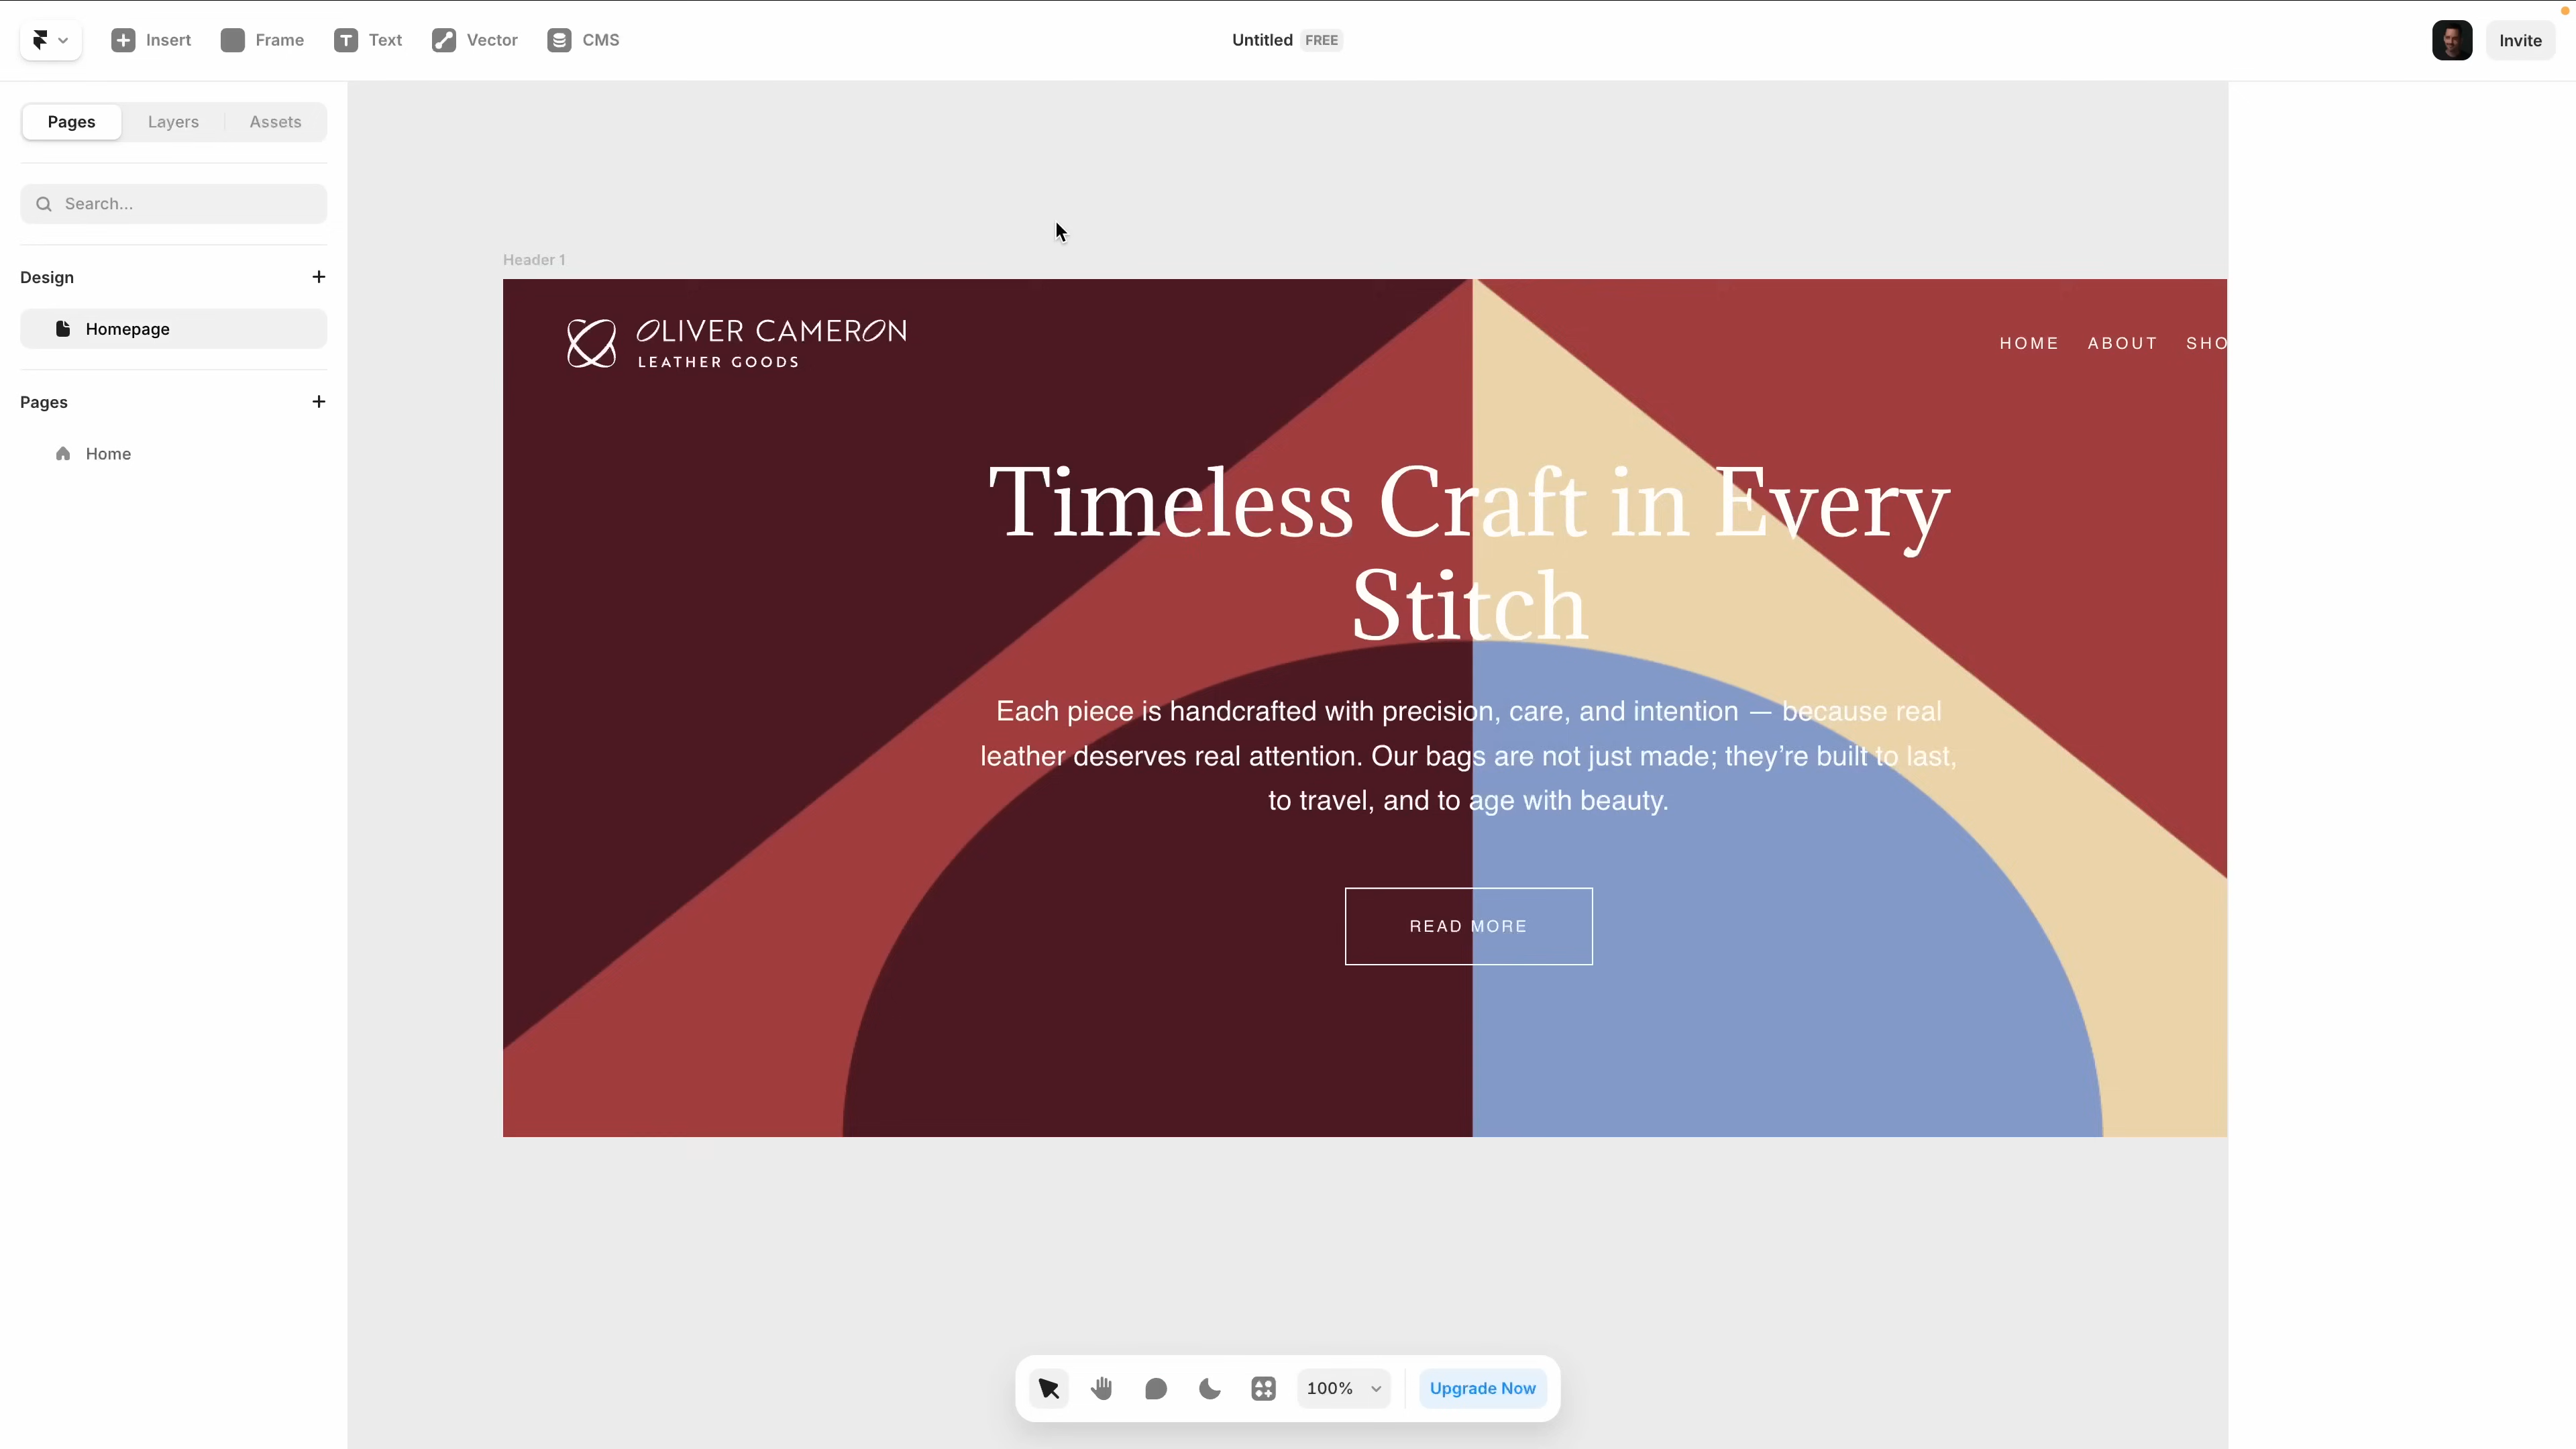 Insert Frame Text Vector CMS Untitled FREE Invite
Pages Layers Assets
Search...
Design
Homepage
Pages
Home
Header 1
OLIVER CAMERON
LEATHER GOODS
HOME ABOUT SHO
Timeless Craft in Every
Stitch
Each piece is handcrafted with precision, care, and intention — because real
leather deserves real attention. Our bags are not just made; they’re built to last,
to travel, and to age with beauty.
READ MORE
100% Upgrade Now